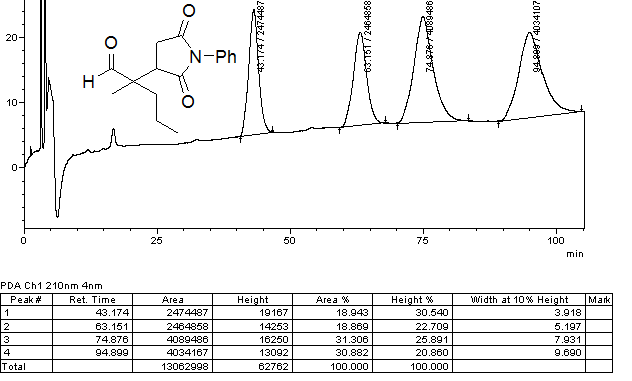 20
10
0
0
25
50
75
100
min
O
O
H
N
Ph
O
43.174 / 2474487
63.151 / 2464858
74.876 / 4089486
94.899 / 4034167
PDA Ch1 210nm 4nm
Peak# Ret. Time Area Height Area % Height % Width at 10% Height Mark
1 43.174 2474487 19167 18.943 30.540 3.918
2 63.151 2464858 14253 18.869 22.709 5.197
3 74.876 4089486 16250 31.306 25.891 7.931
4 94.899 4034167 13092 30.882 20.860 9.690
Total 13062998 62762 100.000 100.000